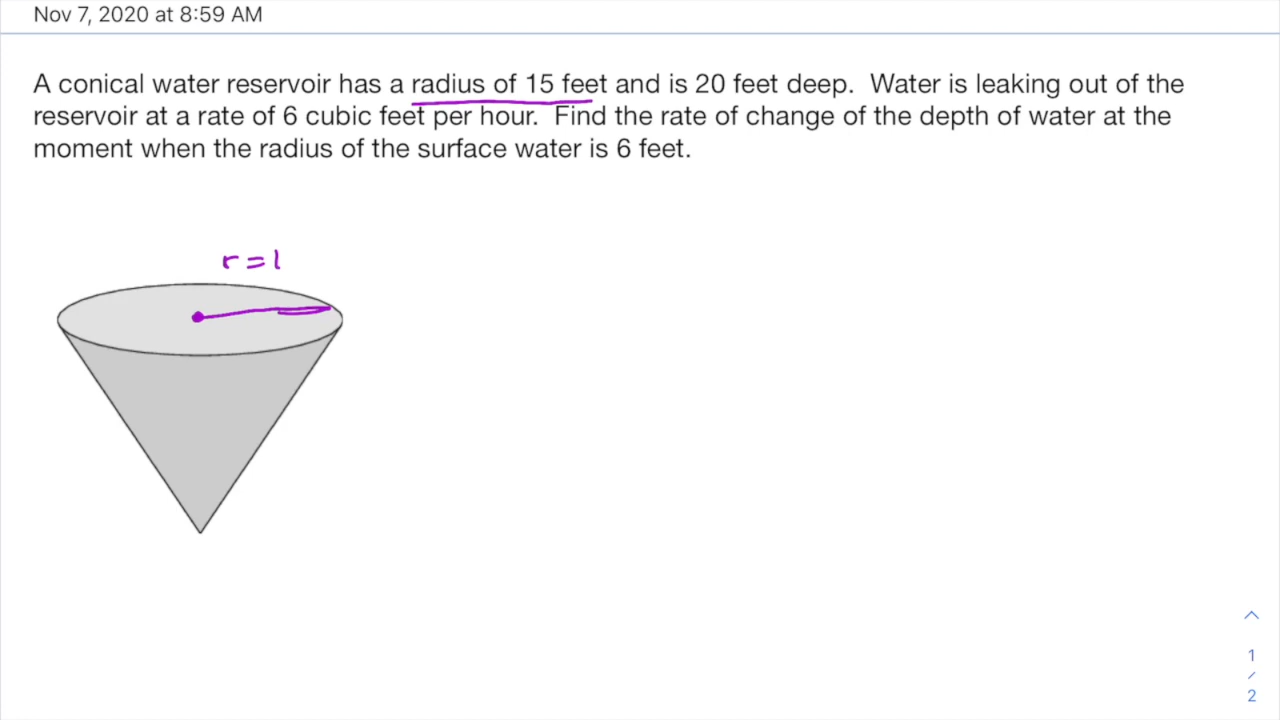 Nov 7, 2020 at 8:59 AM
A conical water reservoir has a radius of 15 feet and is 20 feet deep.  Water is leaking out of the
reservoir at a rate of 6 cubic feet per hour.  Find the rate of change of the depth of water at the
moment when the radius of the surface water is 6 feet.
r = 1
1
/
2